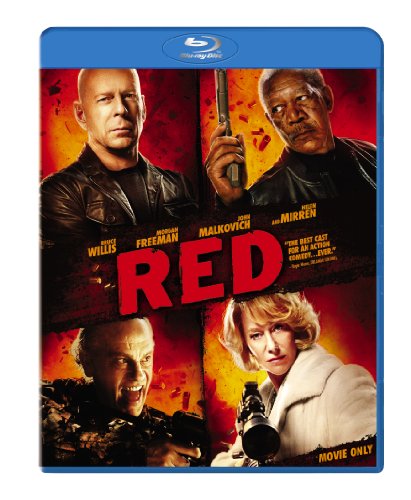 Blu-ray Disc
BRUCE WILLIS
MORGAN FREEMAN
JOHN MALKOVICH
AND HELEN MIRREN
"THE BEST CAST
FOR AN ACTION
COMEDY...EVER."
RED
MOVIE ONLY